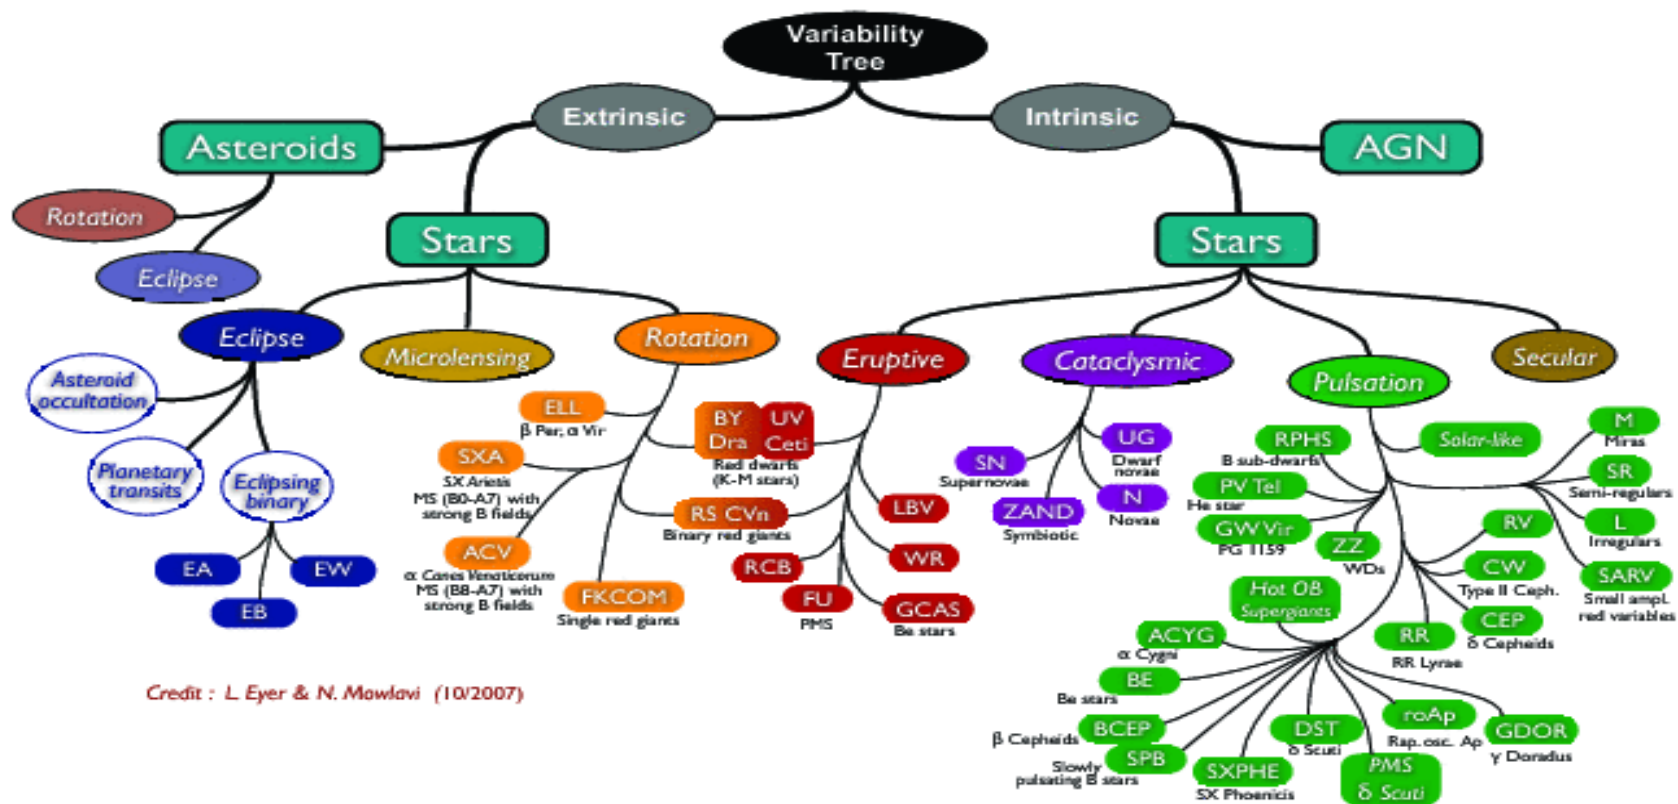 Variability
Tree
Extrinsic
Intrinsic
Asteroids
AGN
Rotation
Eclipse
Stars
Stars
Eclipse
Microlensing
Rotation
Eruptive
Cataclysmic
Pulsation
Secular
Asteroid
occultation
Planetary
transits
Eclipsing
binary
EA
EB
EW
ELL
β Per, α Vir
SXA
SX Arietis
MS (B0-A7) with
strong B fields
ACV
α Canes Venaticorum
MS (B8-A7) with
strong B fields
FKCOM
Single red giants
BY
Dra
UV
Ceti
Red dwarfs
(K-M stars)
RS CVn
Binary red giants
LBV
WR
RCB
FU
PMS
GCAS
Be stars
SN
Supernovae
UG
Dwarf
novae
ZAND
Symbiotic
N
Novae
RPHS
B sub-dwarfs
PV Tel
He star
GW Vir
PG 1159
ZZ
WDs
Solar-like
M
Miras
SR
Semi-regulars
L
Irregulars
SARV
Small ampl.
red variables
RV
CW
Type II Ceph.
CEP
δ Cepheids
RR
RR Lyrae
Hot OB
Supergiants
ACYG
α Cygni
BE
Be stars
BCEP
β Cepheids
SPB
Slowly
pulsating B stars
SXPHE
SX Phoenicis
DST
δ Scuti
PMS
δ Scuti
roAp
Rap. osc. Ap
GDOR
γ Doradus
Credit : L. Eyer & N. Mowlavi (10/2007)